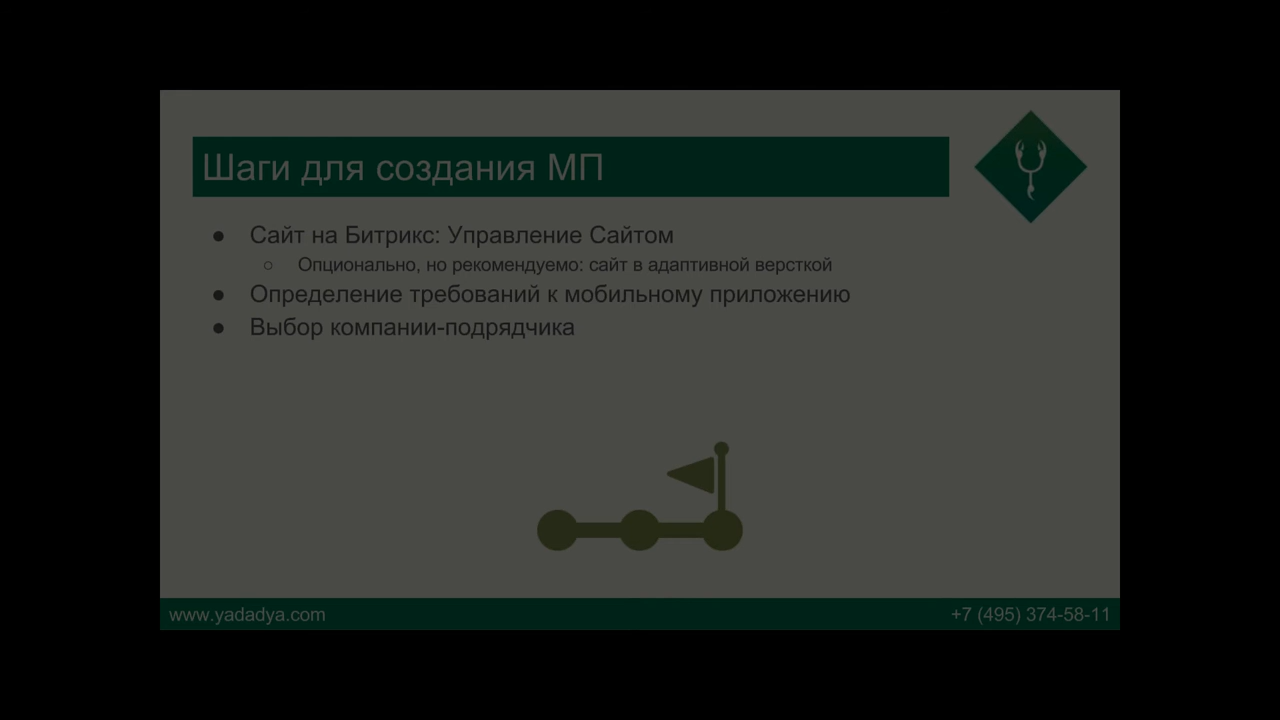 Шаги для создания МП
● Сайт на Битрикс: Управление Сайтом
○ Опционально, но рекомендуемо: сайт в адаптивной версткой
● Определение требований к мобильному приложению
● Выбор компании-подрядчика
www.yadadya.com
+7 (495) 374-58-11